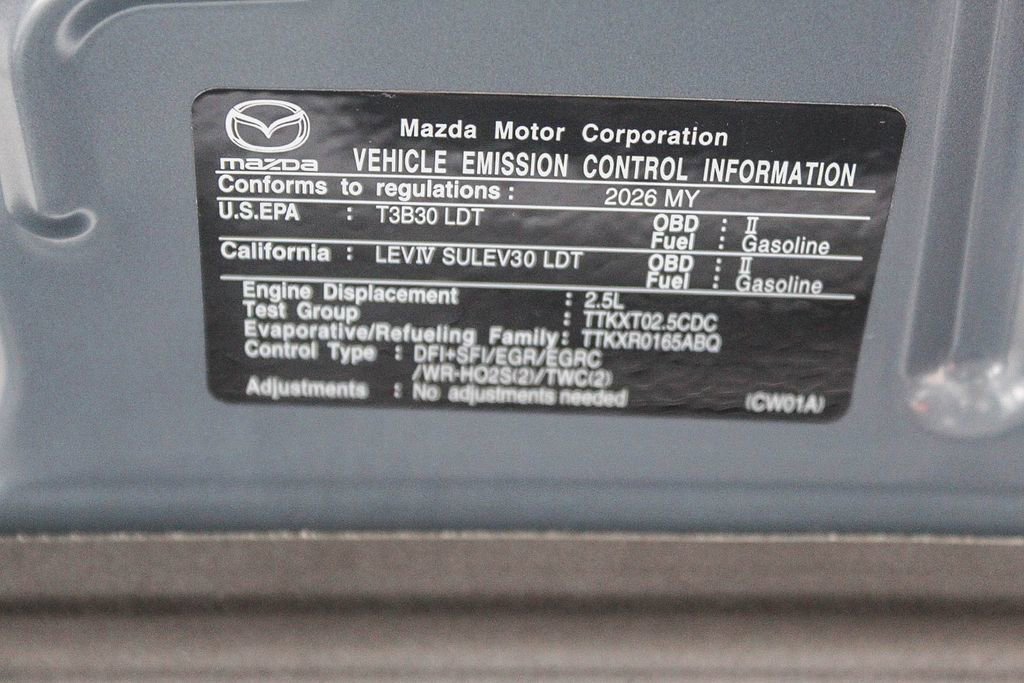 Mazda Motor Corporation
mazda VEHICLE EMISSION CONTROL INFORMATION
Conforms to regulations : 2026 MY
U.S.EPA : T3B30 LDT OBD : II
Fuel : Gasoline
California : LEVIV SULEV30 LDT OBD : II
Fuel : Gasoline
Engine Displacement : 2.5L
Test Group : TTKXT02.5CDC
Evaporative/Refueling Family : TTKXR0165ABQ
Control Type : DFI+SFI/EGR/EGRC
/WR-HO2S(2)/TWC(2)
Adjustments : No adjustments needed (CW01A)